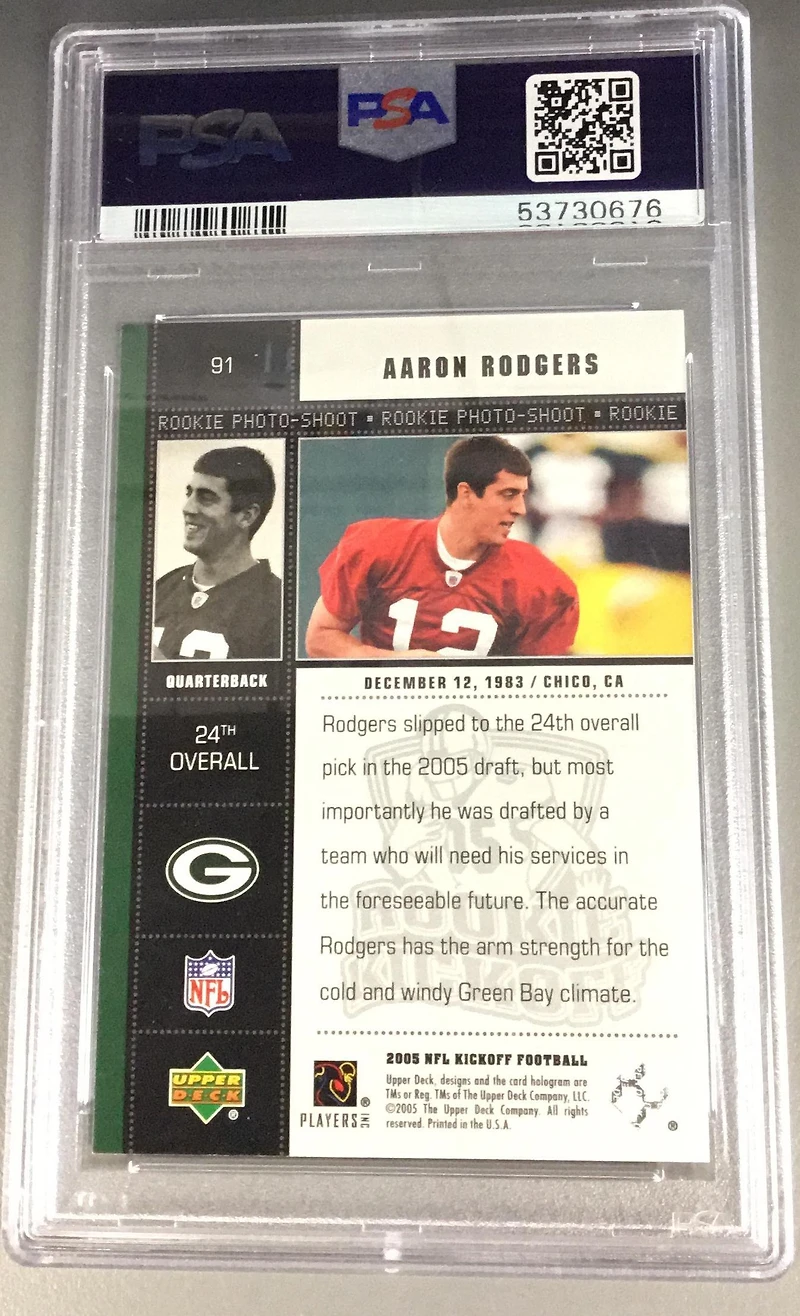 PSA
PSA
53730676
91
AARON RODGERS
ROOKIE PHOTO-SHOOT ▪ ROOKIE PHOTO-SHOOT ▪ ROOKIE
12
QUARTERBACK
DECEMBER 12, 1983 / CHICO, CA
24TH
OVERALL
Rodgers slipped to the 24th overall
pick in the 2005 draft, but most
importantly he was drafted by a
team who will need his services in
the foreseeable future. The accurate
Rodgers has the arm strength for the
cold and windy Green Bay climate.
ROOKIE
KICKOFF
G
NFL
UPPER
DECK
®
PLAYERS INC
®
2005 NFL KICKOFF FOOTBALL
Upper Deck, designs and the card hologram are
TMs or Reg. TMs of The Upper Deck Company, LLC.
©2005 The Upper Deck Company. All rights
reserved. Printed in the U.S.A.
®